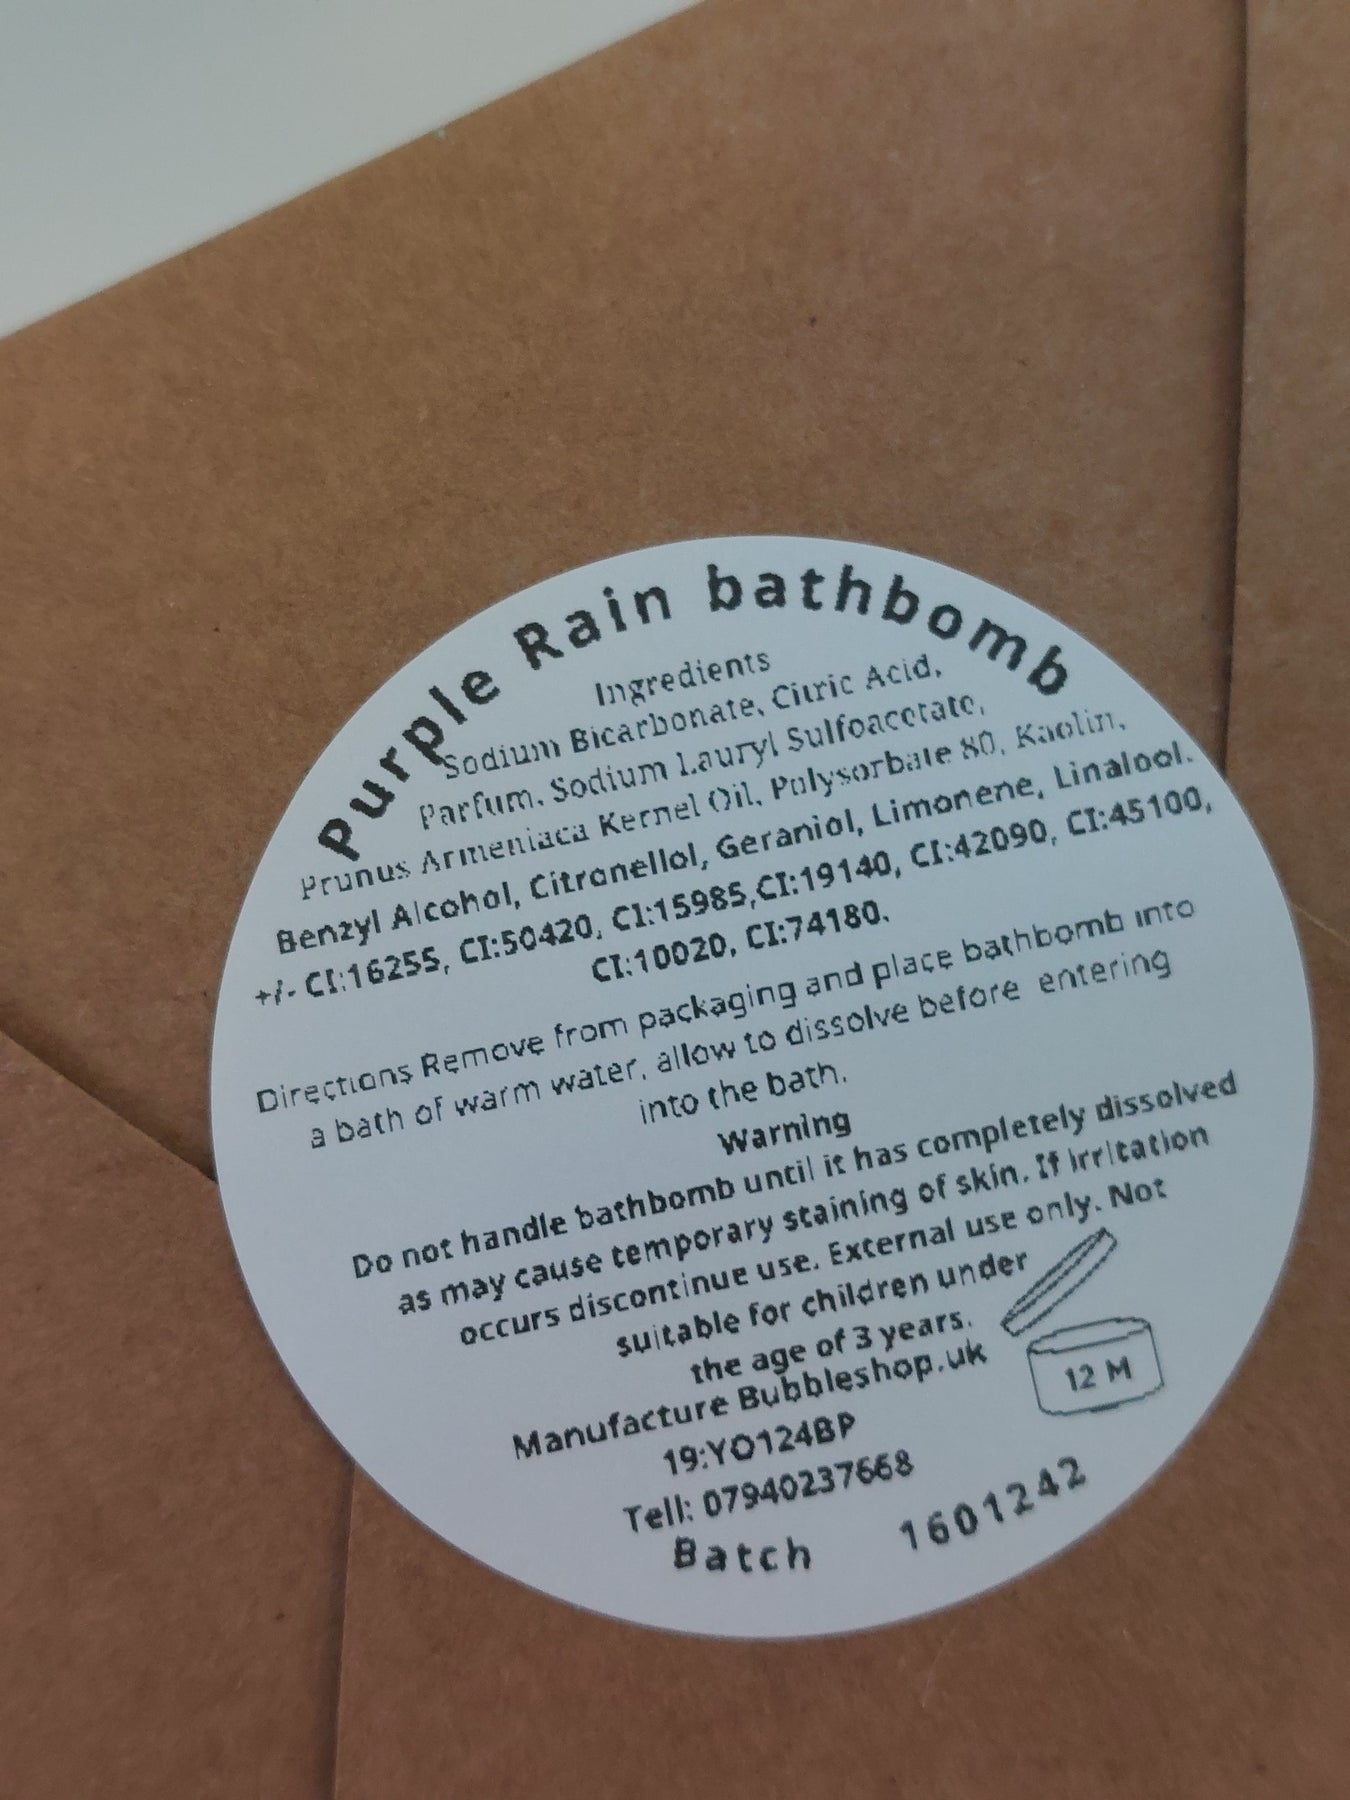 Purple Rain bathbomb
Ingredients
Sodium Bicarbonate, Citric Acid,
Parfum, Sodium Lauryl Sulfoacetate,
Prunus Armeniaca Kernel Oil, Polysorbate 80, Kaolin,
Benzyl Alcohol, Citronellol, Geraniol, Limonene, Linalool.
+/- CI:16255, CI:50420, CI:15985,CI:19140, CI:42090, CI:45100,
CI:10020, CI:74180.
Directions Remove from packaging and place bathbomb into
a bath of warm water, allow to dissolve before entering
into the bath.
Warning
Do not handle bathbomb until it has completely dissolved
as may cause temporary staining of skin. If irritation
occurs discontinue use. External use only. Not
suitable for children under
the age of 3 years.
Manufacture Bubbleshop.uk
19:YO124BP
Tell: 07940237668
Batch 1601242
12 M